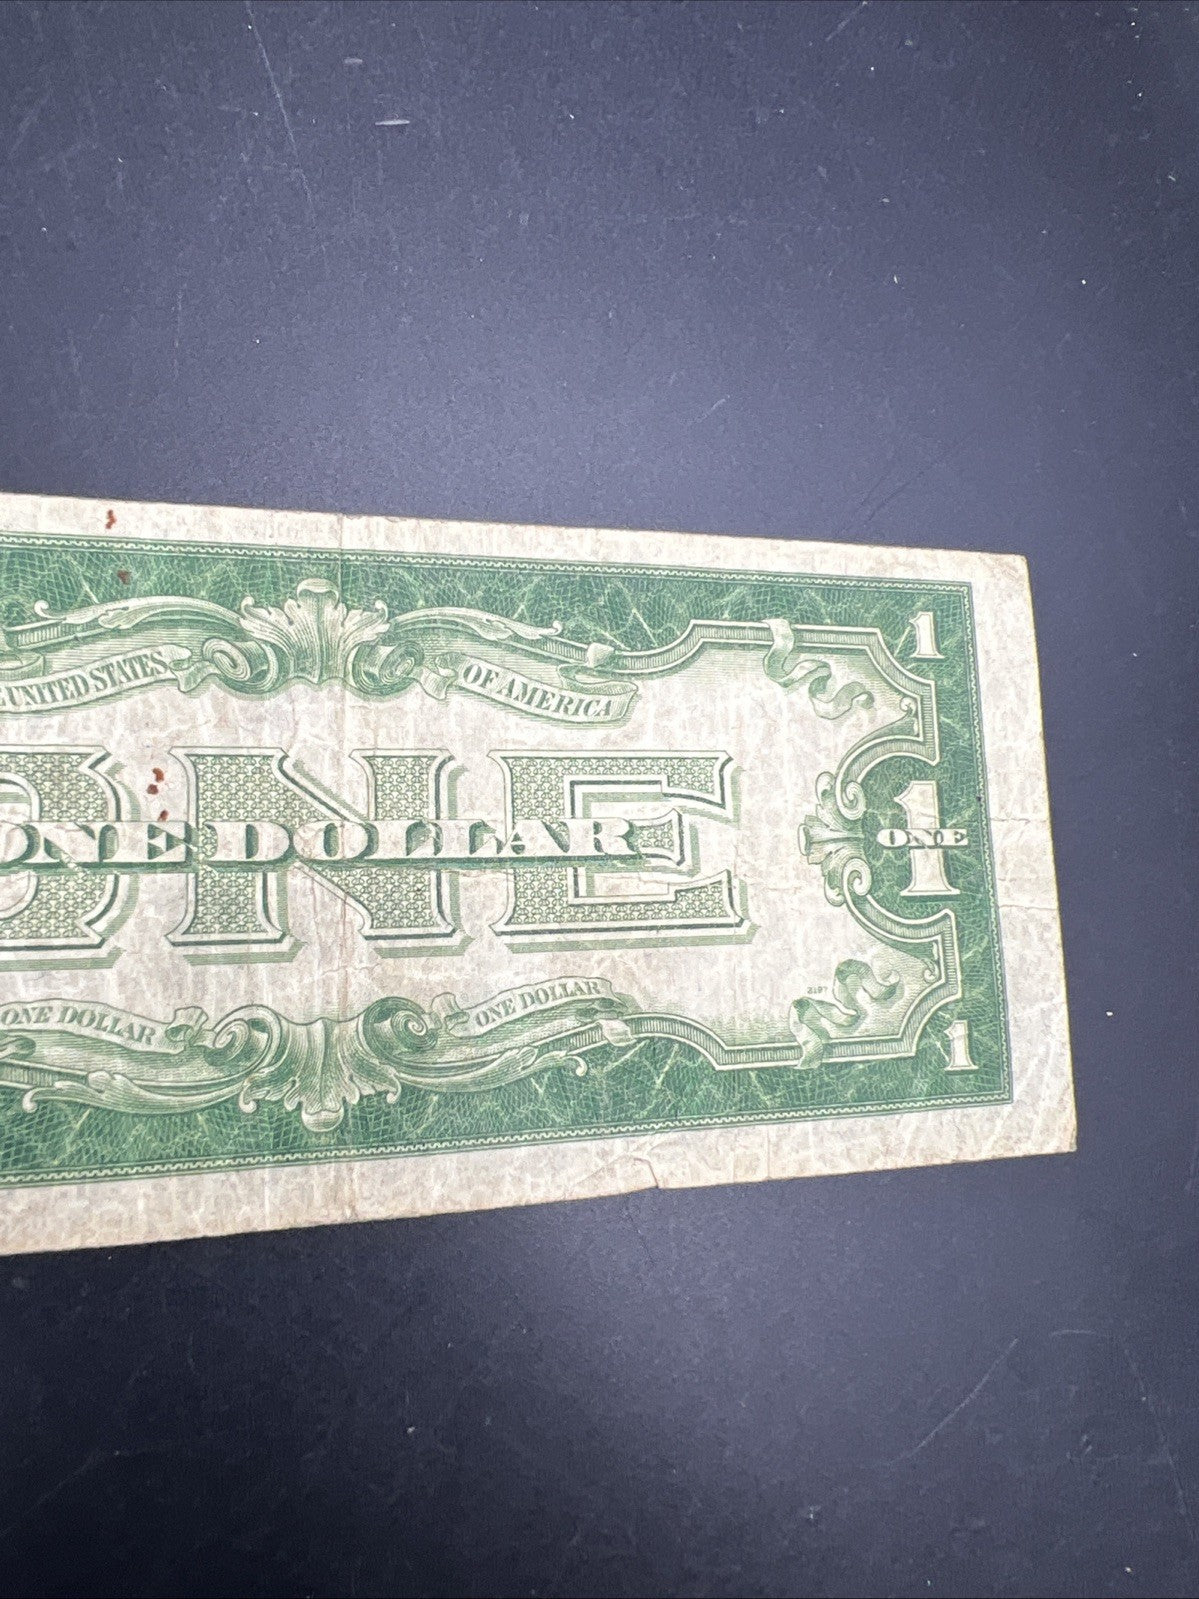 UNITED STATES OF AMERICA
1
ONE
ONE DOLLAR
1
ONE
ONE DOLLAR
ONE DOLLAR
1